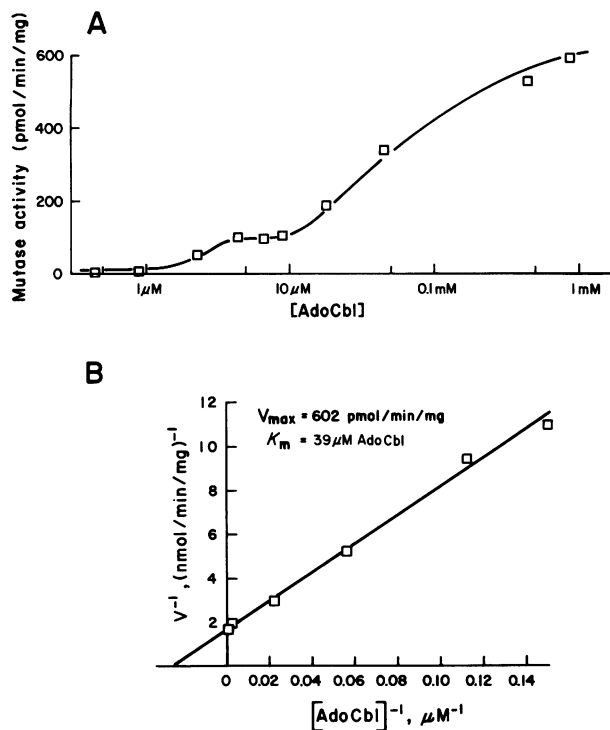 A
Mutase activity (pmol/min/mg)
600
400
200
0
1μM
10μM
0.1mM
1mM
[AdoCbl]
B
Vmax = 602 pmol/min/mg
Km = 39μM AdoCbl
V⁻¹, (nmol/min/mg)⁻¹
12
10
8
6
4
2
0
0.02
0.04
0.06
0.08
0.10
0.12
0.14
[AdoCbl]⁻¹, μM⁻¹